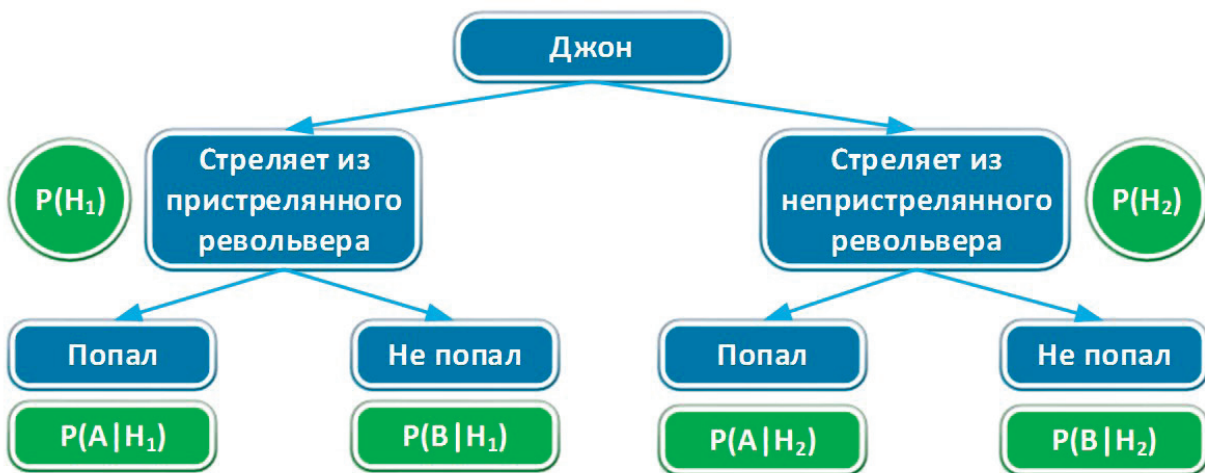 Джон
P(H₁)
Стреляет из
пристрелянного
револьвера
Стреляет из
непристрелянного
револьвера
P(H₂)
Попал
Не попал
Попал
Не попал
P(A|H₁)
P(B|H₁)
P(A|H₂)
P(B|H₂)